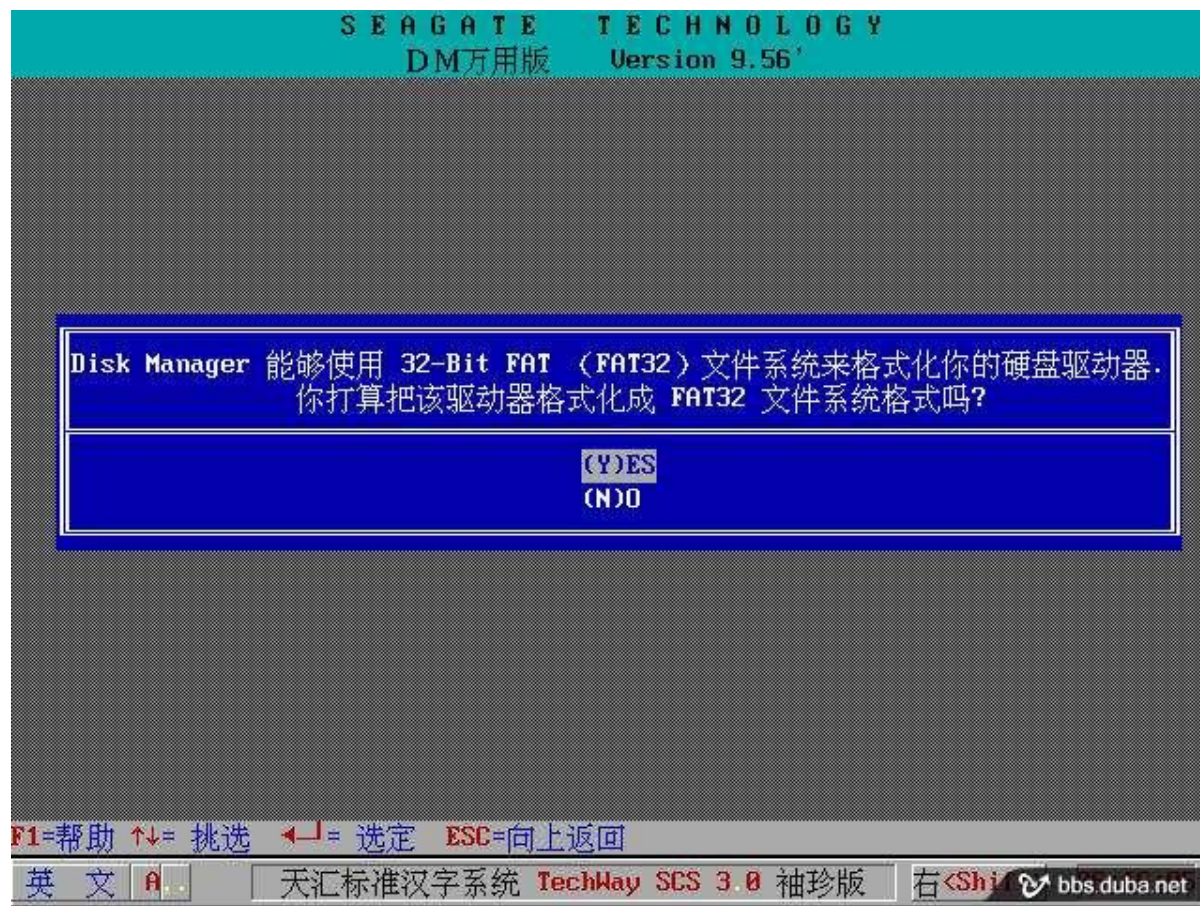 SEAGATE TECHNOLOGY
DM万用版 Version 9.56'
Disk Manager 能够使用 32-Bit FAT （FAT32）文件系统来格式化你的硬盘驱动器.
你打算把该驱动器格式化成 FAT32 文件系统格式吗?
(Y)ES
(N)O
F1=帮助 ↑↓= 挑选 ◄─┘= 选定 ESC=向上返回
英 文 A.. 天汇标准汉字系统 TechWay SCS 3.0 袖珍版 右<Shi
bbs.duba.net